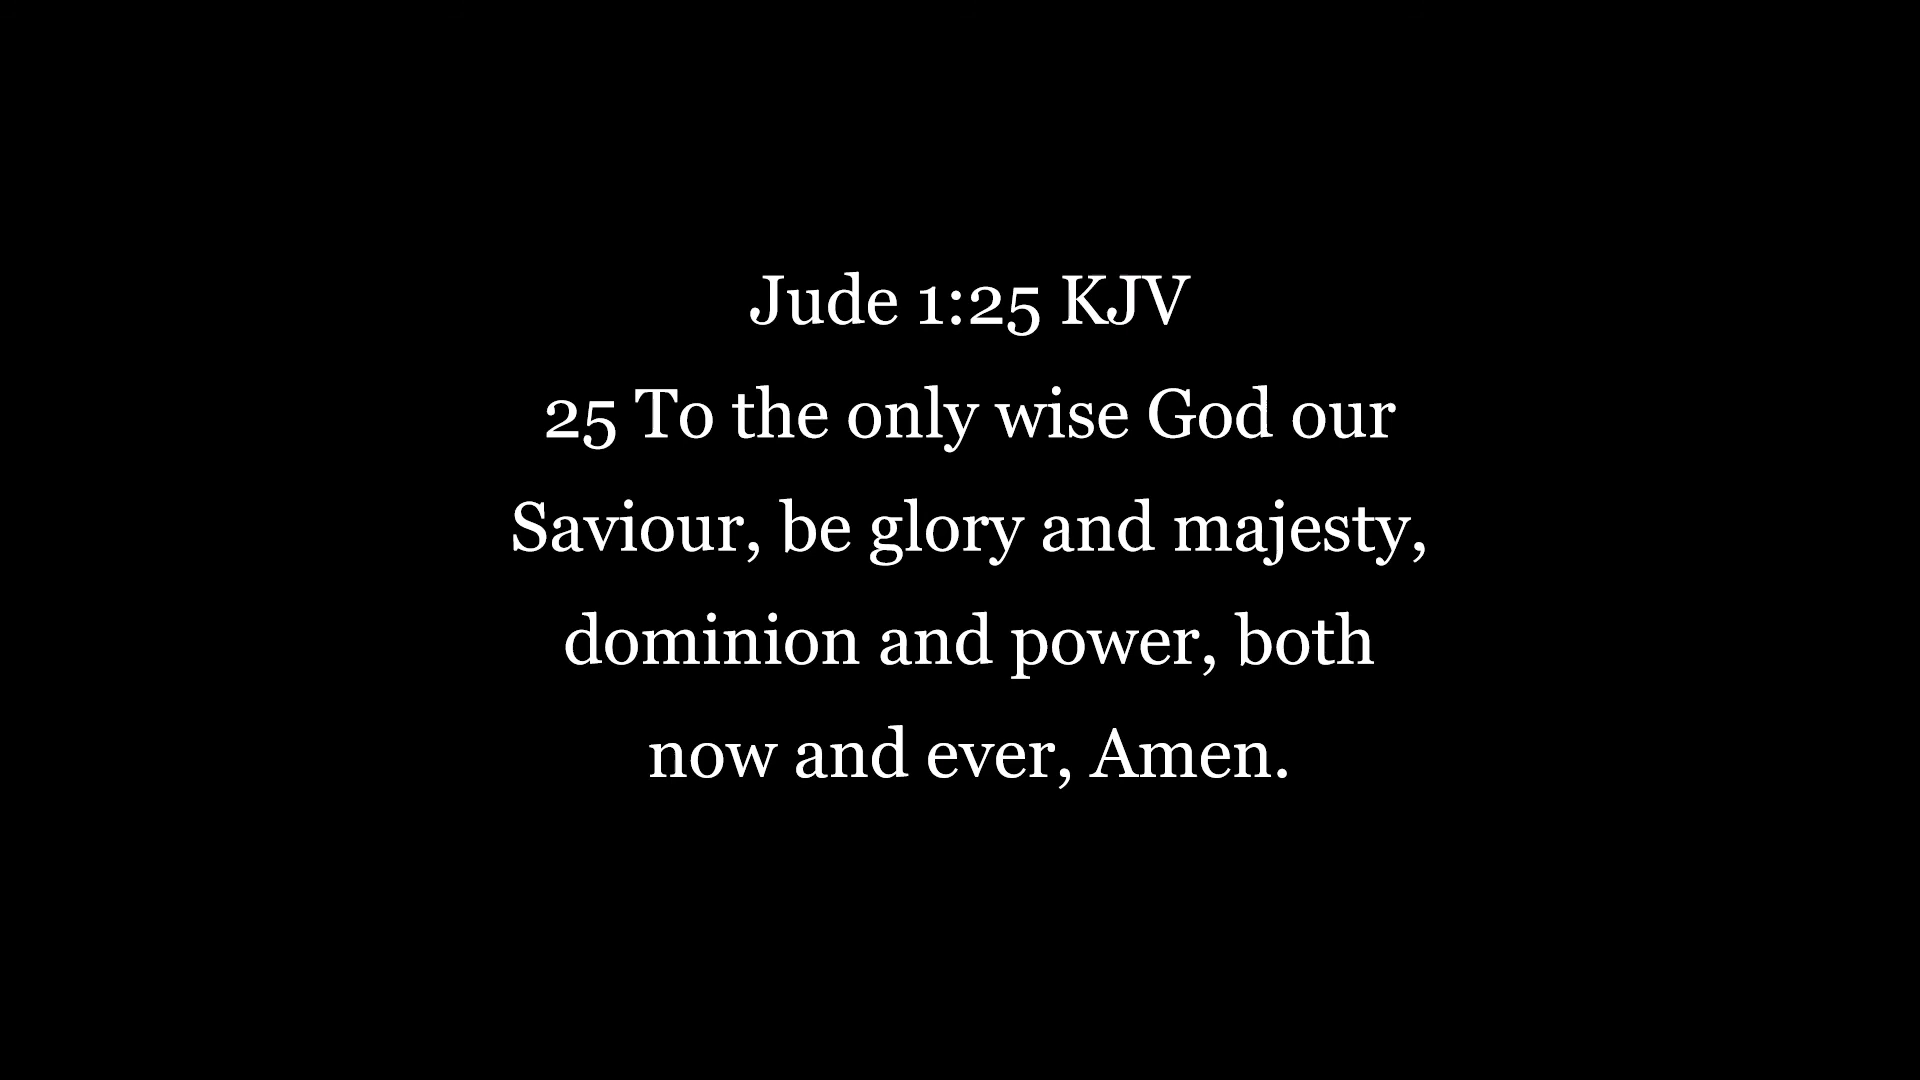 Jude 1:25 KJV
25 To the only wise God our
Saviour, be glory and majesty,
dominion and power, both
now and ever, Amen.